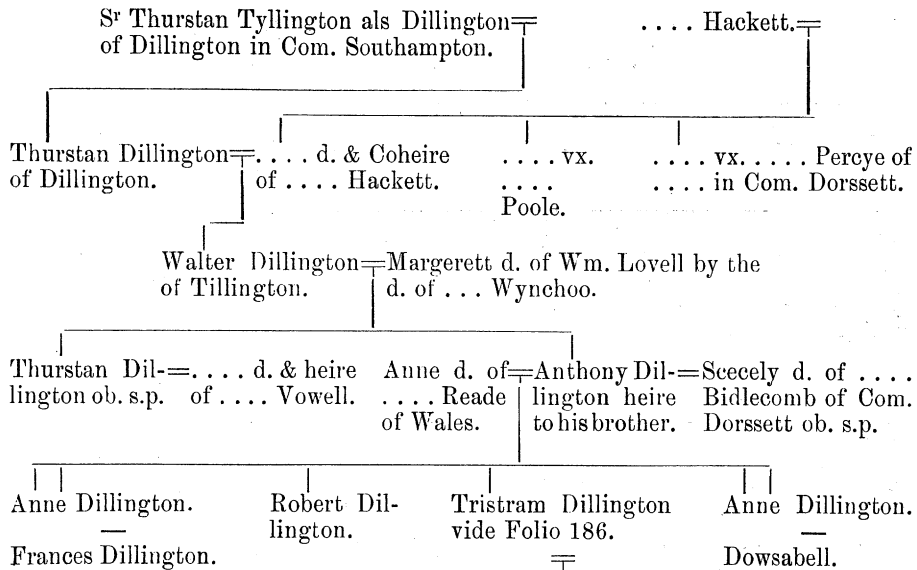 Sr Thurstan Tyllington als Dillington
of Dillington in Com. Southampton.
. . . . Hackett.
Thurstan Dillington
of Dillington.
. . . . d. & Coheire
of . . . . Hackett.
. . . . vx.
. . . .
Poole.
. . . . vx. . . . . Percye of
. . . . in Com. Dorssett.
Walter Dillington
of Tillington.
Margerett d. of Wm. Lovell by the
d. of . . . Wynchoo.
Thurstan Dil-
lington ob. s.p.
. . . . d. & heire
of . . . . Vowell.
Anne d. of
. . . . Reade
of Wales.
Anthony Dil-
lington heire
to his brother.
Scecely d. of . . . .
Bidlecomb of Com.
Dorssett ob. s.p.
Anne Dillington.
—
Frances Dillington.
Robert Dil-
lington.
Tristram Dillington
vide Folio 186.
Anne Dillington.
—
Dowsabell.